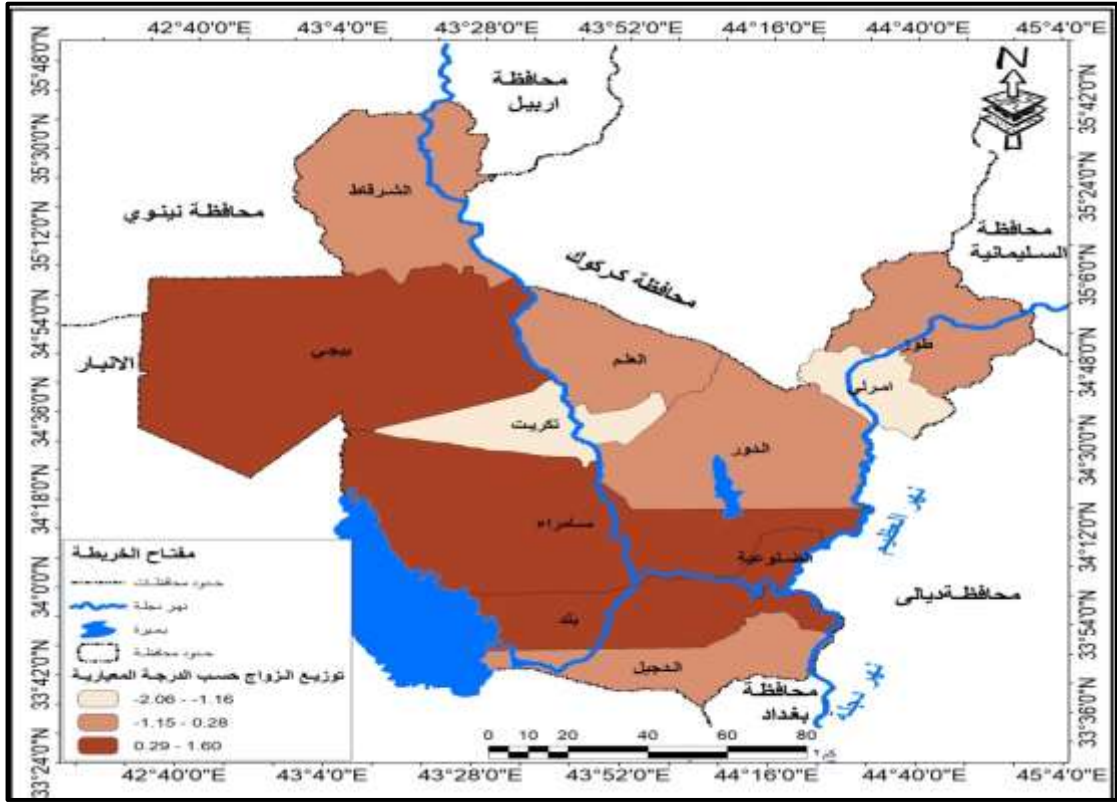 42°40'0"E 43°4'0"E 43°28'0"E 43°52'0"E 44°16'0"E 44°40'0"E 45°4'0"E
35°48'0"N
35°30'0"N
35°12'0"N
34°54'0"N
34°36'0"N
34°18'0"N
34°0'0"N
33°42'0"N
33°24'0"N
N
محافظة
اربيل
محافظة نينوى
الشرقاط
محافظة كركوك
محافظة
السليمانية
الانبار
بيجي
العلم
طوز
امرلي
تكريت
الدور
سامراء
الضلوعية
بلد
الدجيل
محافظة ديالى
محافظة
بغداد
مفتاح الخريطة
حدود محافظات
نهر دجلة
بحيرة
حدود محافظة
توزيع الزواج حسب الدرجة المعيارية
-2.06 - -1.16
-1.15 - 0.28
0.29 - 1.60
0 5 10 20 40 60 80
كم
35°42'0"N
35°24'0"N
35°6'0"N
34°48'0"N
34°30'0"N
34°12'0"N
33°54'0"N
33°36'0"N
42°40'0"E 43°4'0"E 43°28'0"E 43°52'0"E 44°16'0"E 44°40'0"E 45°4'0"E